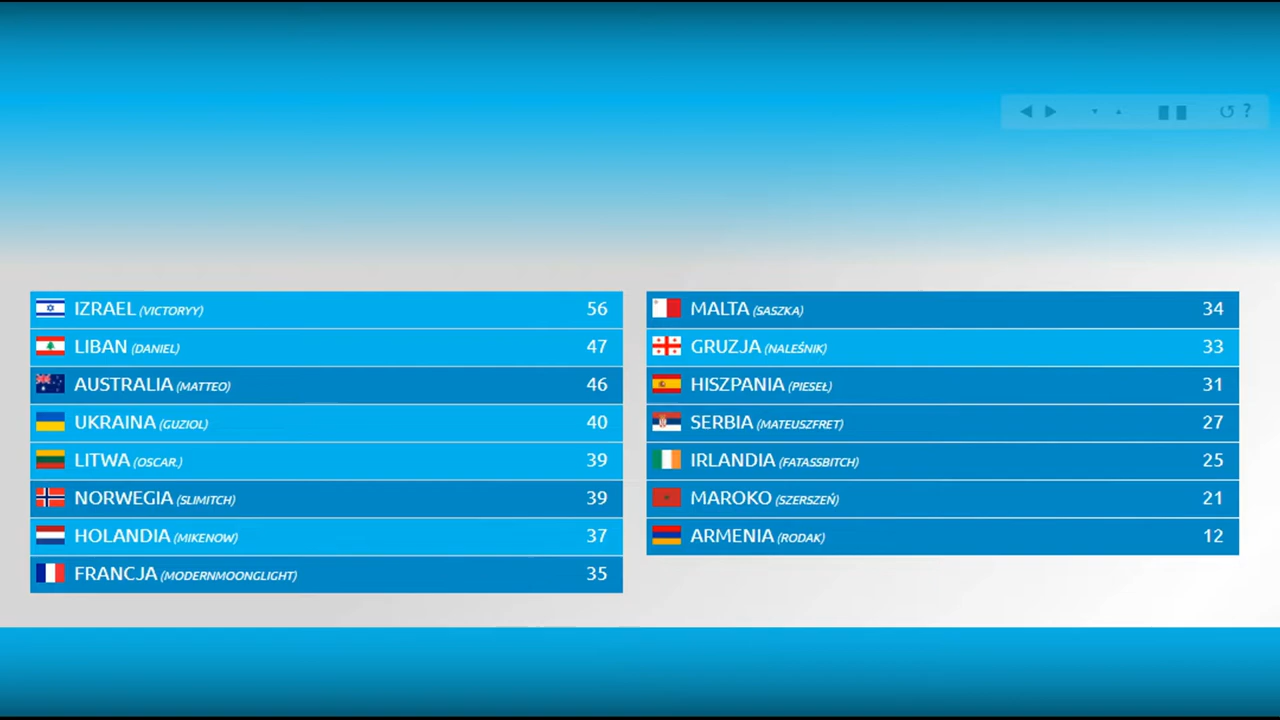 ?
IZRAEL (VICTORYY) 56
LIBAN (DANIEL) 47
AUSTRALIA (MATTEO) 46
UKRAINA (GUZIOL) 40
LITWA (OSCAR.) 39
NORWEGIA (SLIMITCH) 39
HOLANDIA (MIKENOW) 37
FRANCJA (MODERNMOONGLIGHT) 35
MALTA (SASZKA) 34
GRUZJA (NALEŚNIK) 33
HISZPANIA (PIESEŁ) 31
SERBIA (MATEUSZFRET) 27
IRLANDIA (FATASSBITCH) 25
MAROKO (SZERSZEŃ) 21
ARMENIA (RODAK) 12